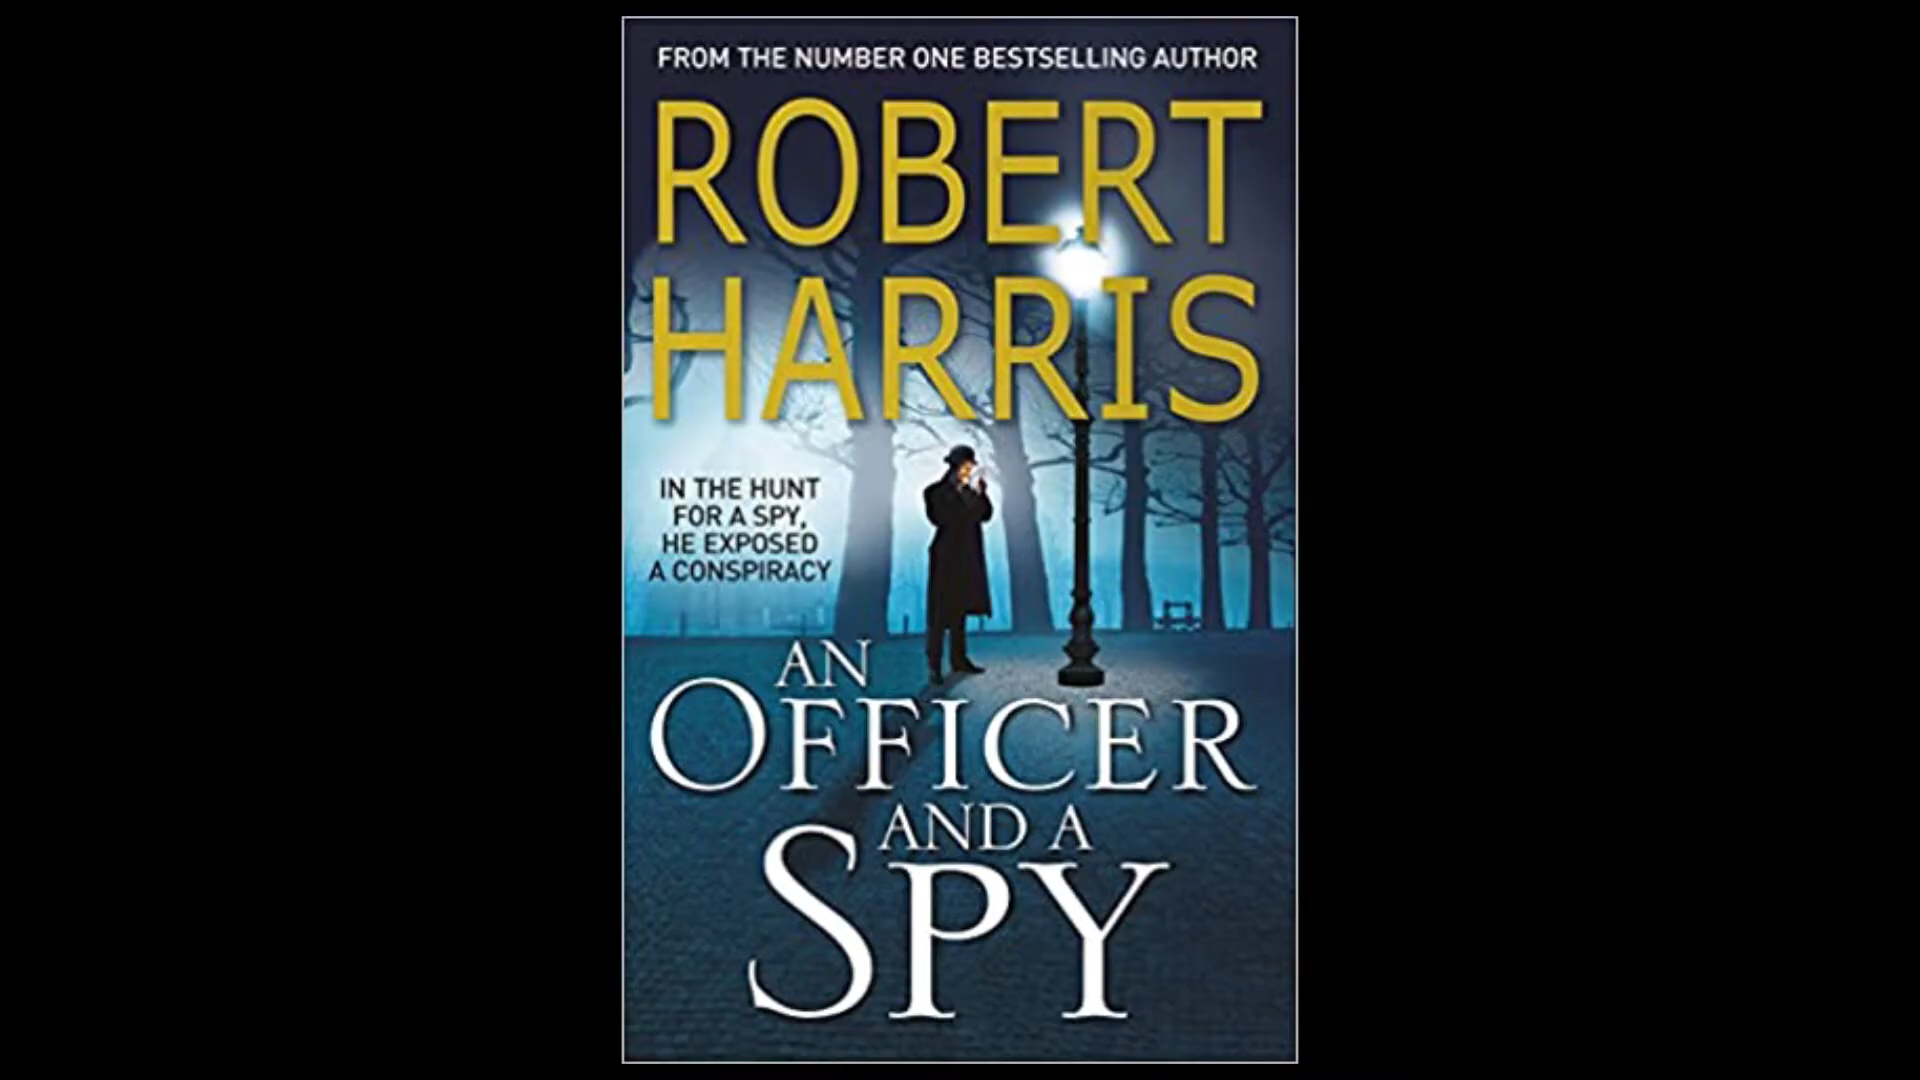 FROM THE NUMBER ONE BESTSELLING AUTHOR
ROBERT
HARRIS
IN THE HUNT
FOR A SPY,
HE EXPOSED
A CONSPIRACY
AN
OFFICER
AND A
SPY